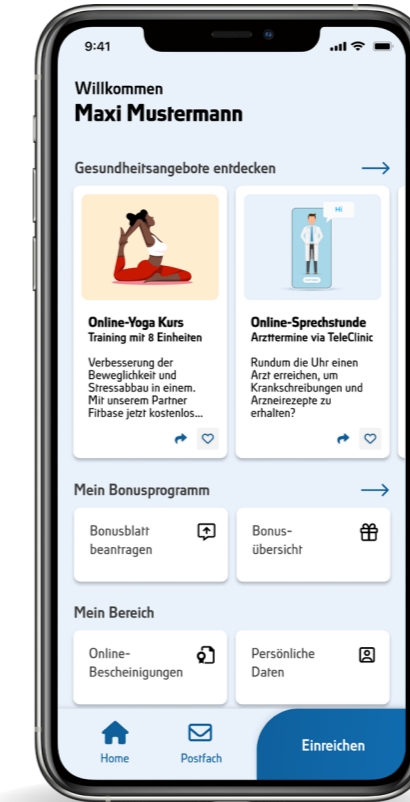 9:41
Willkommen
Maxi Mustermann
Gesundheitsangebote entdecken
Hi
Online-Yoga Kurs
Training mit 8 Einheiten
Verbesserung der
Beweglichkeit und
Stressabbau in einem.
Mit unserem Partner
Fitbase jetzt kostenlos...
Online-Sprechstunde
Arzttermine via TeleClinic
Rundum die Uhr einen
Arzt erreichen, um
Krankschreibungen und
Arzneirezepte zu
erhalten?
Mein Bonusprogramm
Bonusblatt
beantragen
Bonus-
übersicht
Mein Bereich
Online-
Bescheinigungen
Persönliche
Daten
Home
Postfach
Einreichen